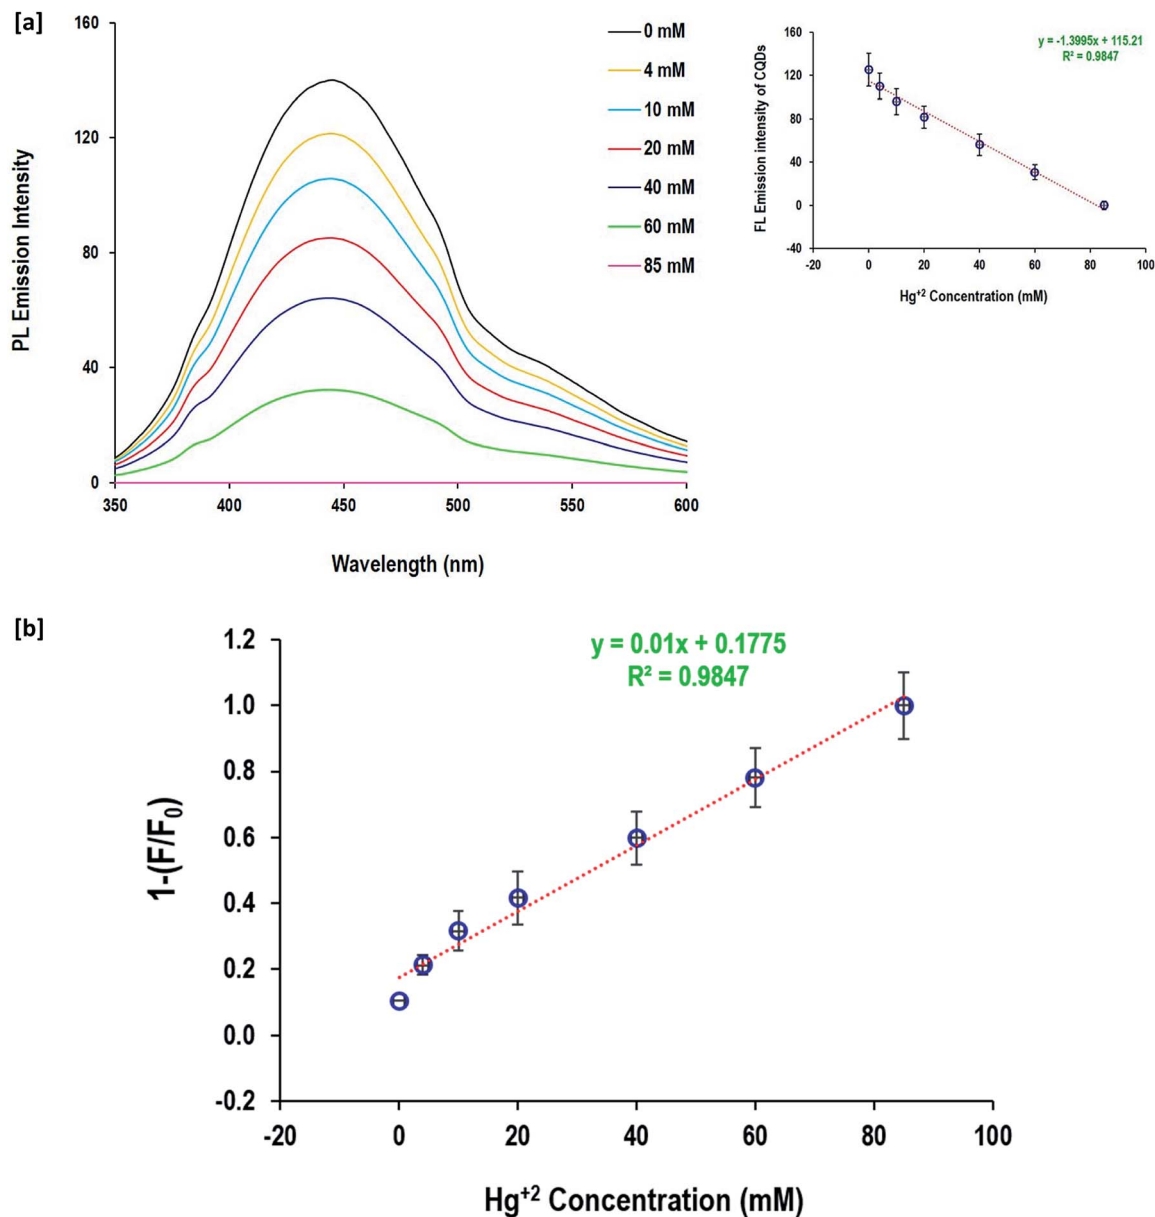 [a]
160
120
80
40
0
PL Emission Intensity
350 400 450 500 550 600
Wavelength (nm)
0 mM
4 mM
10 mM
20 mM
40 mM
60 mM
85 mM
160
120
80
40
0
-40
FL Emission intensity of CQDs
y = -1.3995x + 115.21
R² = 0.9847
-20 0 20 40 60 80 100
Hg⁺² Concentration (mM)
[b]
1.2
1.0
0.8
0.6
0.4
0.2
0.0
-0.2
1-(F/F₀)
y = 0.01x + 0.1775
R² = 0.9847
-20 0 20 40 60 80 100
Hg⁺² Concentration (mM)